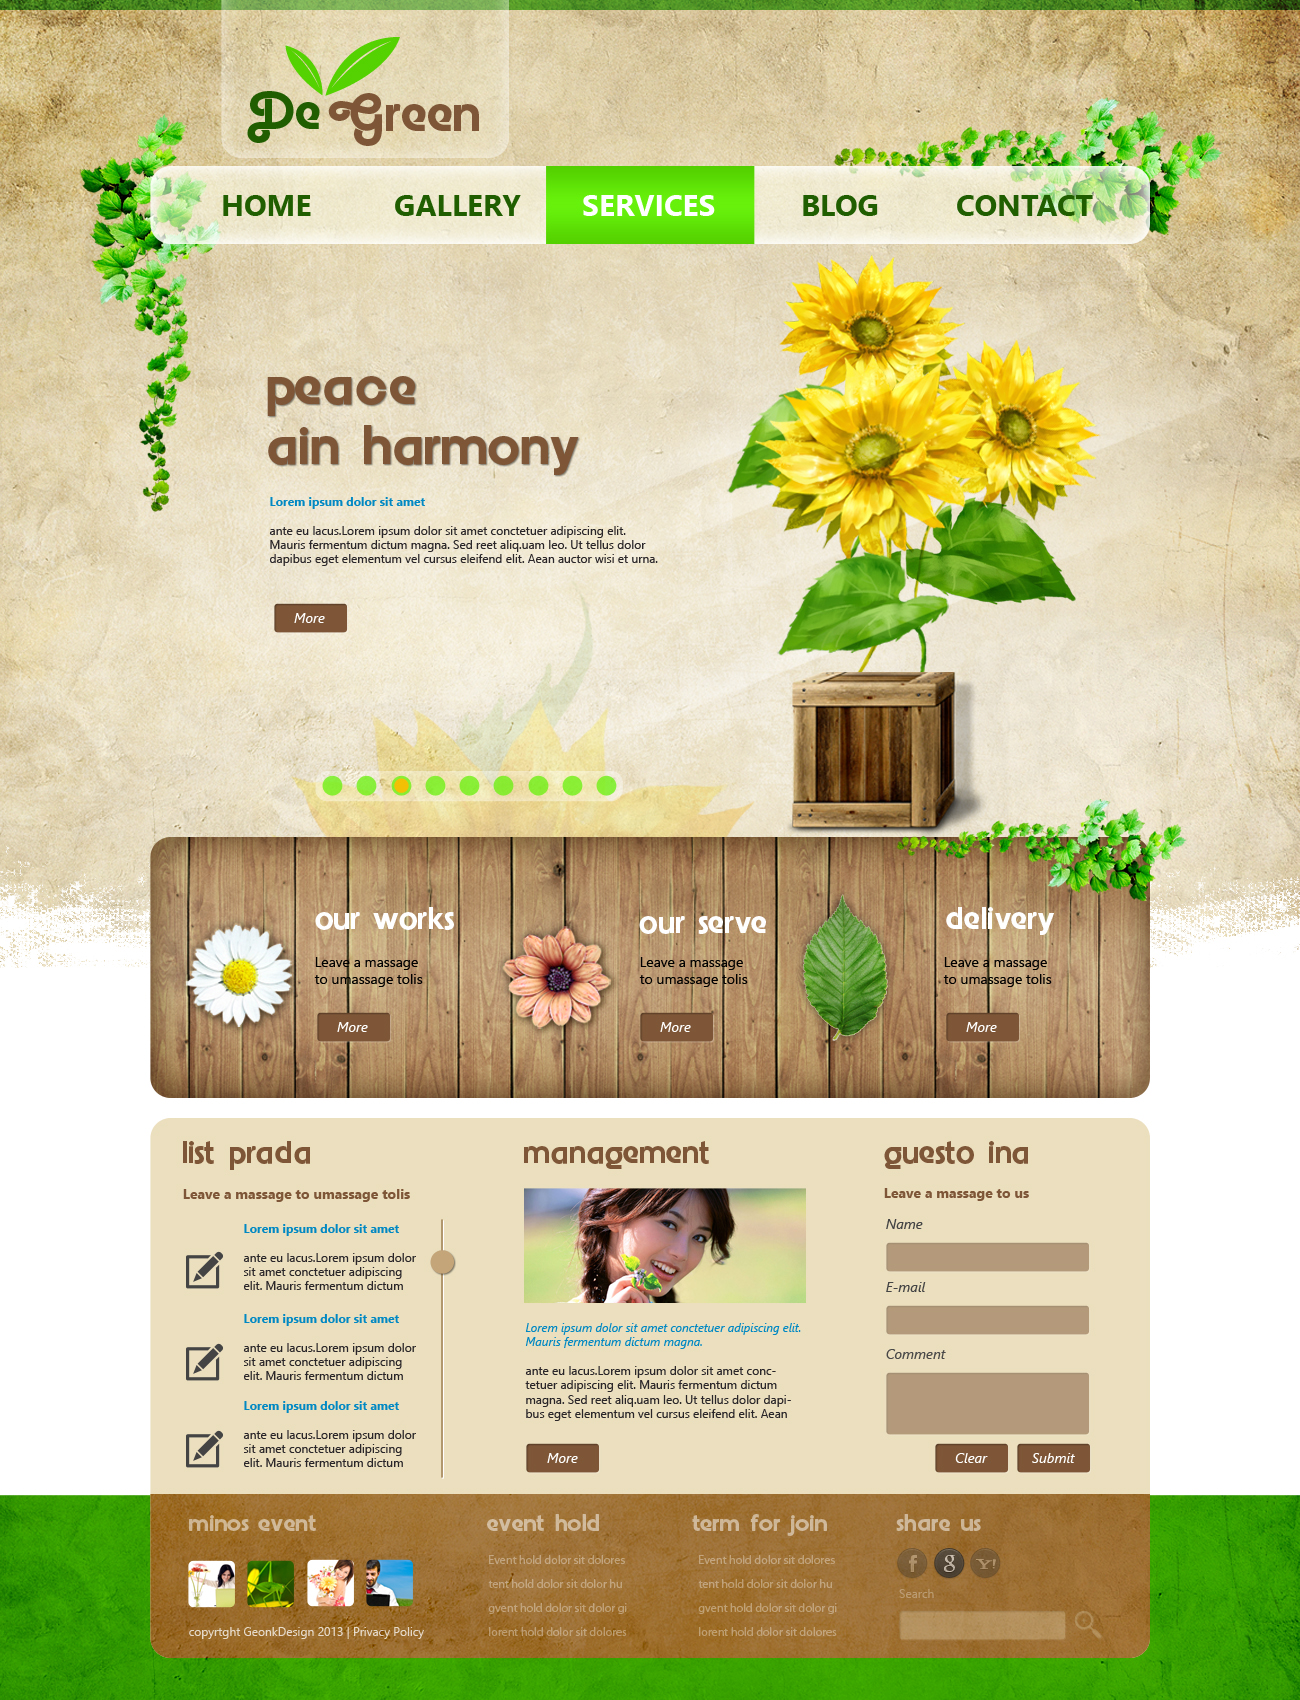 De Green
HOME GALLERY SERVICES BLOG CONTACT
peace
ain harmony
Lorem ipsum dolor sit amet
ante eu lacus.Lorem ipsum dolor sit amet conctetuer adipiscing elit.
Mauris fermentum dictum magna. Sed reet aliq.uam leo. Ut tellus dolor
dapibus eget elementum vel cursus eleifend elit. Aean auctor wisi et urna.
More
our works
Leave a massage
to umassage tolis
More
our serve
Leave a massage
to umassage tolis
More
delivery
Leave a massage
to umassage tolis
More
list prada
Leave a massage to umassage tolis
Lorem ipsum dolor sit amet
ante eu lacus.Lorem ipsum dolor
sit amet conctetuer adipiscing
elit. Mauris fermentum dictum
Lorem ipsum dolor sit amet
ante eu lacus.Lorem ipsum dolor
sit amet conctetuer adipiscing
elit. Mauris fermentum dictum
Lorem ipsum dolor sit amet
ante eu lacus.Lorem ipsum dolor
sit amet conctetuer adipiscing
elit. Mauris fermentum dictum
management
Lorem ipsum dolor sit amet conctetuer adipiscing elit.
Mauris fermentum dictum magna.
ante eu lacus.Lorem ipsum dolor sit amet conc-
tetuer adipiscing elit. Mauris fermentum dictum
magna. Sed reet aliq.uam leo. Ut tellus dolor dapi-
bus eget elementum vel cursus eleifend elit. Aean
More
guesto ina
Leave a massage to us
Name
E-mail
Comment
Clear Submit
minos event
copyrtght GeonkDesign 2013 | Privacy Policy
event hold
Event hold dolor sit dolores
tent hold dolor sit dolor hu
gvent hold dolor sit dolor gi
lorent hold dolor sit dolores
term for join
Event hold dolor sit dolores
tent hold dolor sit dolor hu
gvent hold dolor sit dolor gi
lorent hold dolor sit dolores
share us
f g Y!
Search